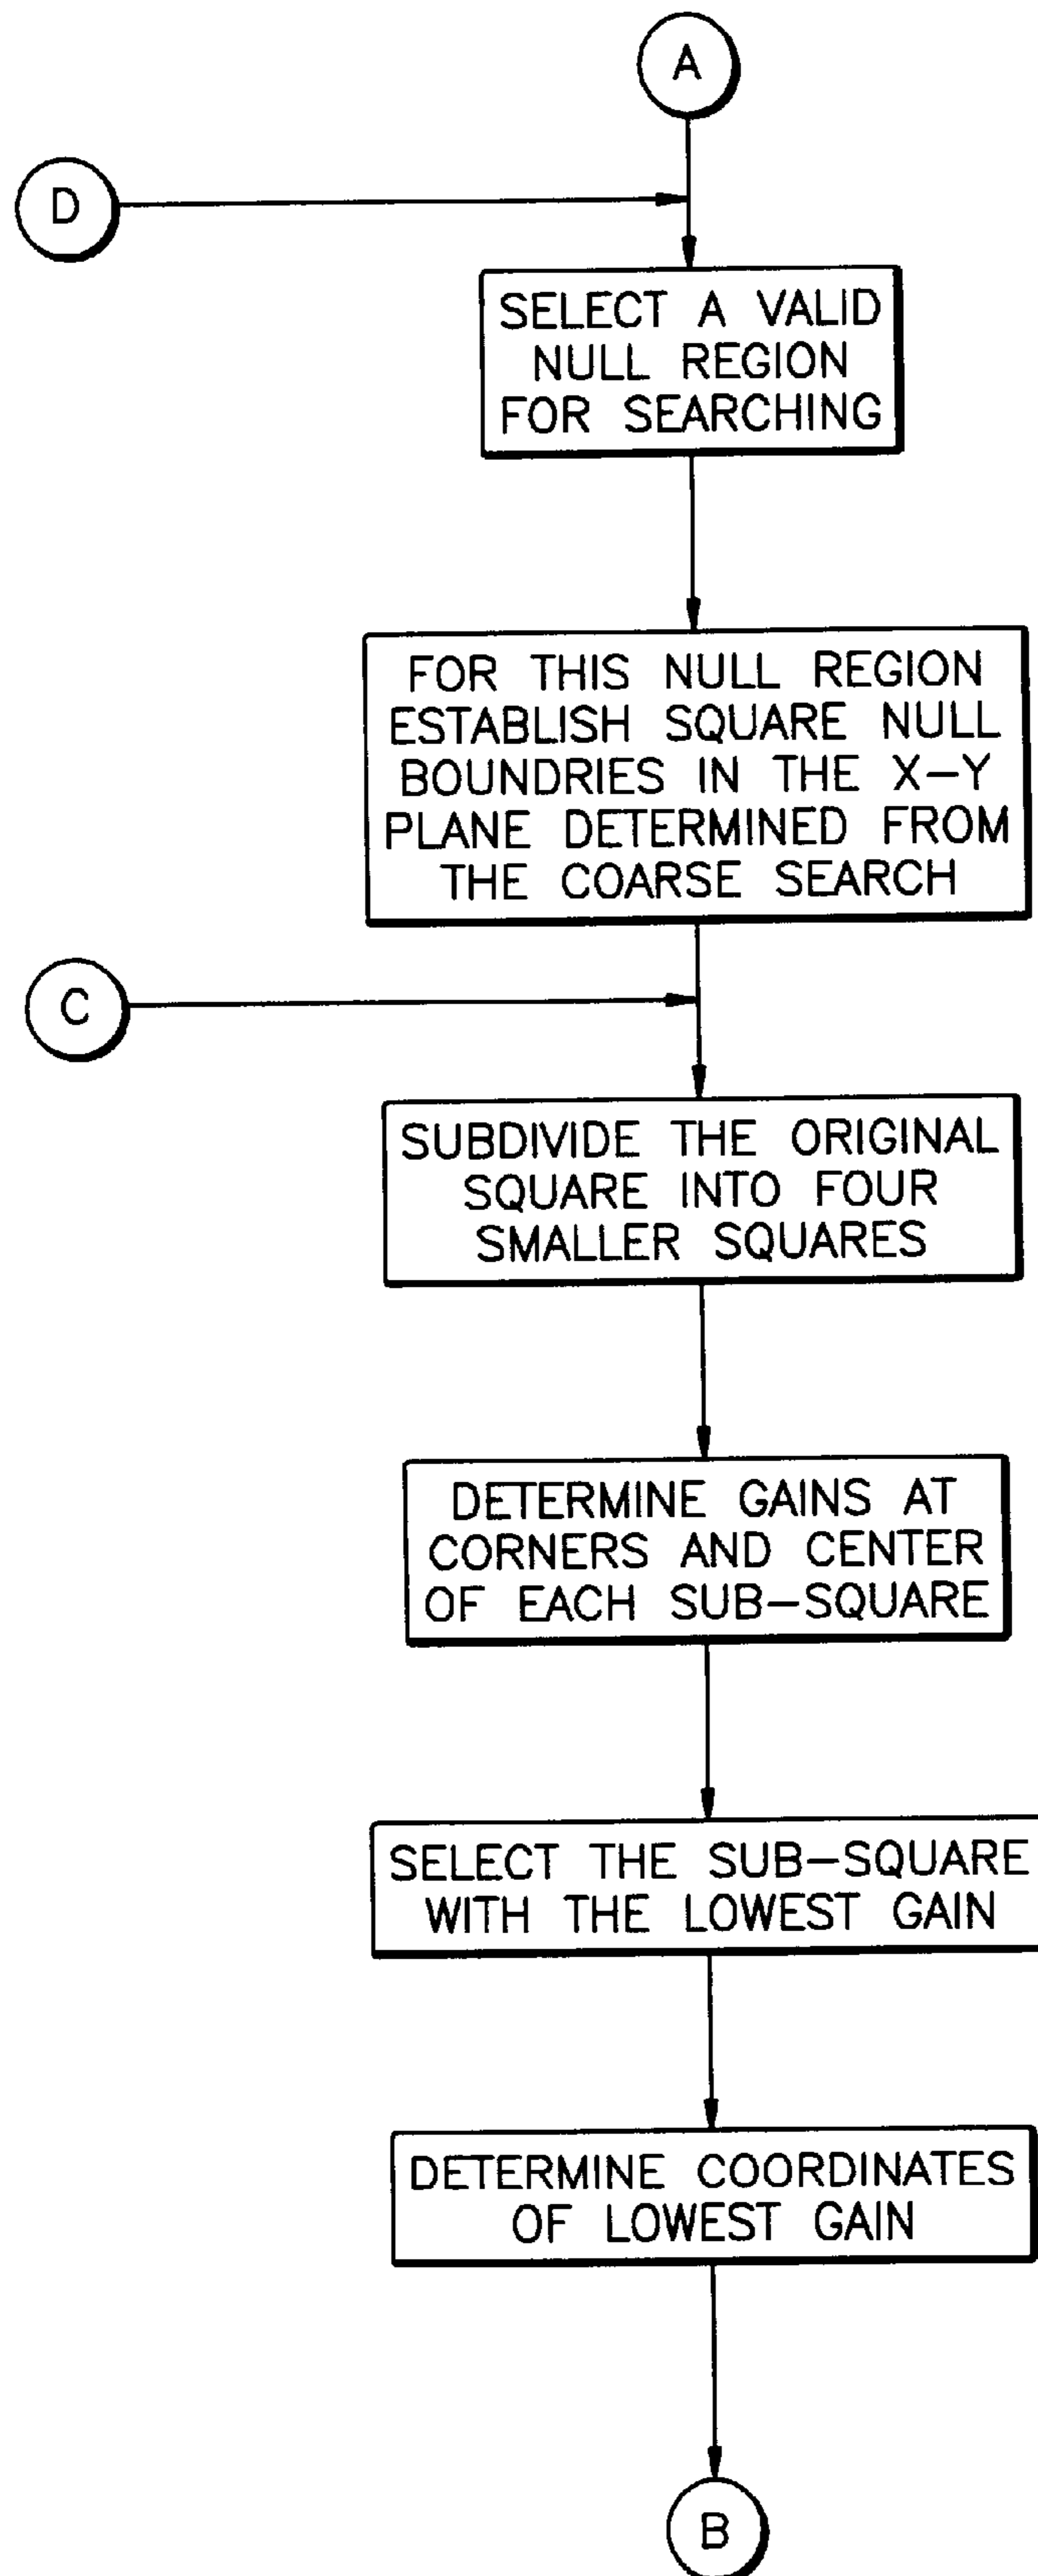 A
D
SELECT A VALID
NULL REGION
FOR SEARCHING
FOR THIS NULL REGION
ESTABLISH SQUARE NULL
BOUNDRIES IN THE X-Y
PLANE DETERMINED FROM
THE COARSE SEARCH
C
SUBDIVIDE THE ORIGINAL
SQUARE INTO FOUR
SMALLER SQUARES
DETERMINE GAINS AT
CORNERS AND CENTER
OF EACH SUB-SQUARE
SELECT THE SUB-SQUARE
WITH THE LOWEST GAIN
DETERMINE COORDINATES
OF LOWEST GAIN
B